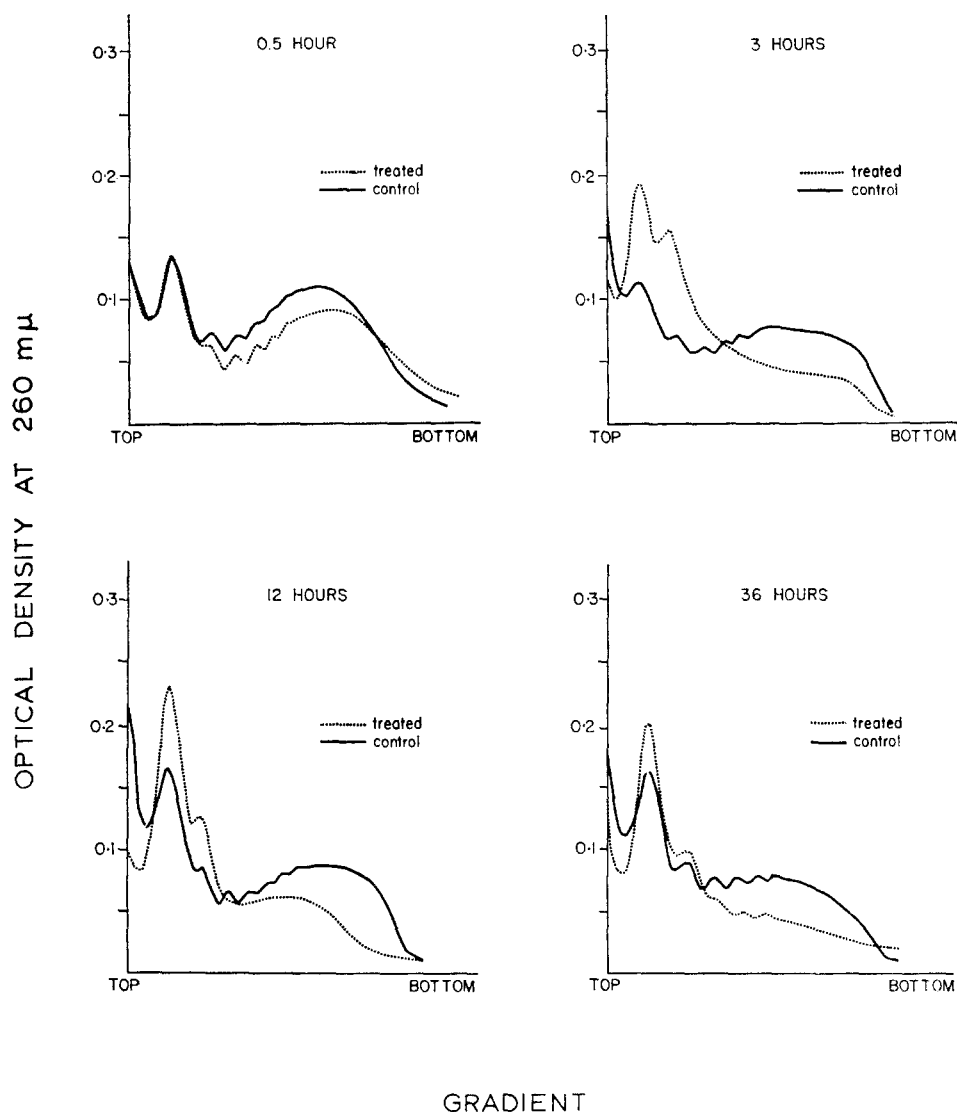 OPTICAL DENSITY AT 260 mμ
0.5 HOUR
0·3
0·2
0·1
treated
control
TOP
BOTTOM
3 HOURS
0·3
0·2
0·1
treated
control
TOP
BOTTOM
12 HOURS
0·3
0·2
0·1
treated
control
TOP
BOTTOM
36 HOURS
0·3
0·2
0·1
treated
control
TOP
BOTTOM
GRADIENT